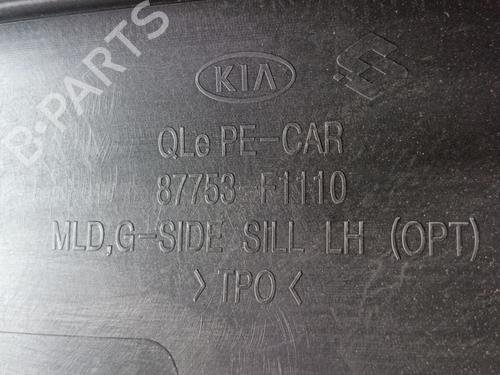 B-PARTS
KIA
QLe PE-CAR
87753 F1110
MLD,G-SIDE SILL LH (OPT)
>TPO<